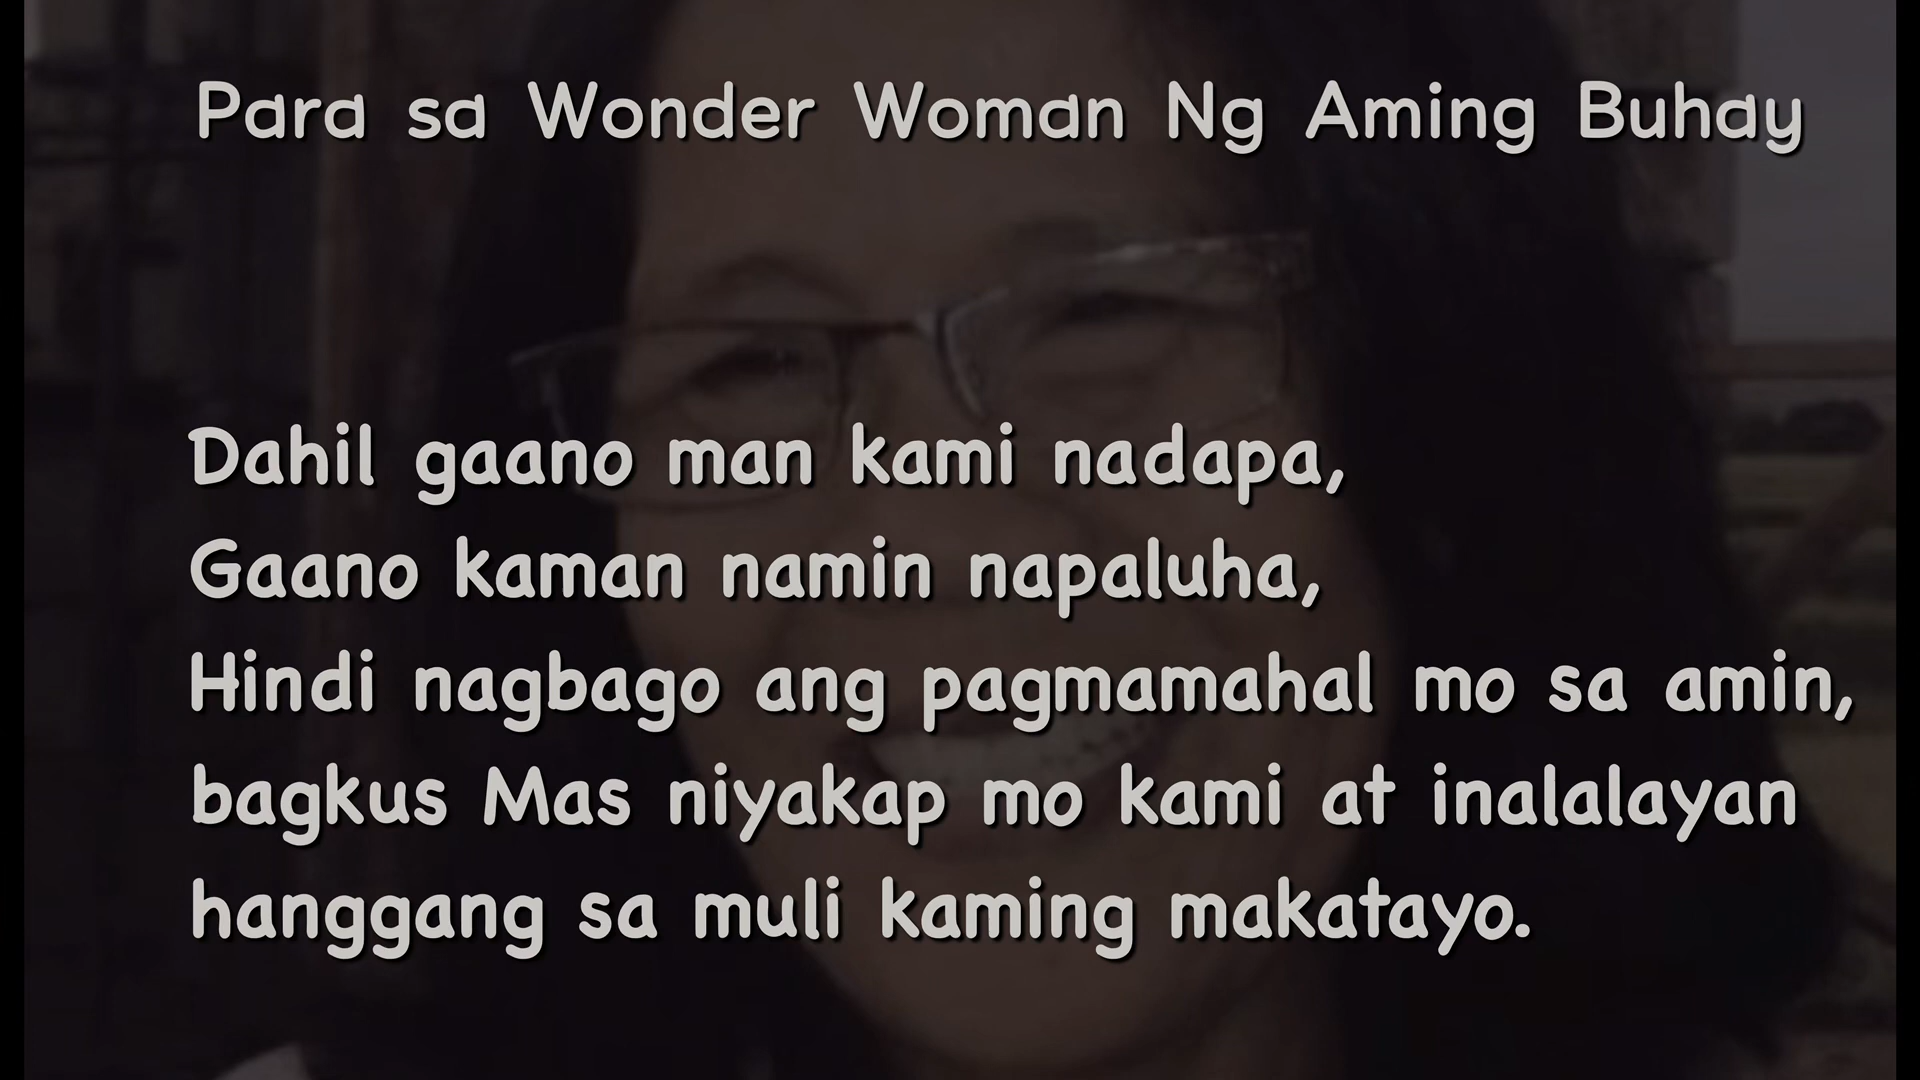 Para sa Wonder Woman Ng Aming Buhay
Dahil gaano man kami nadapa,
Gaano kaman namin napaluha,
Hindi nagbago ang pagmamahal mo sa amin,
bagkus Mas niyakap mo kami at inalalayan
hanggang sa muli kaming makatayo.